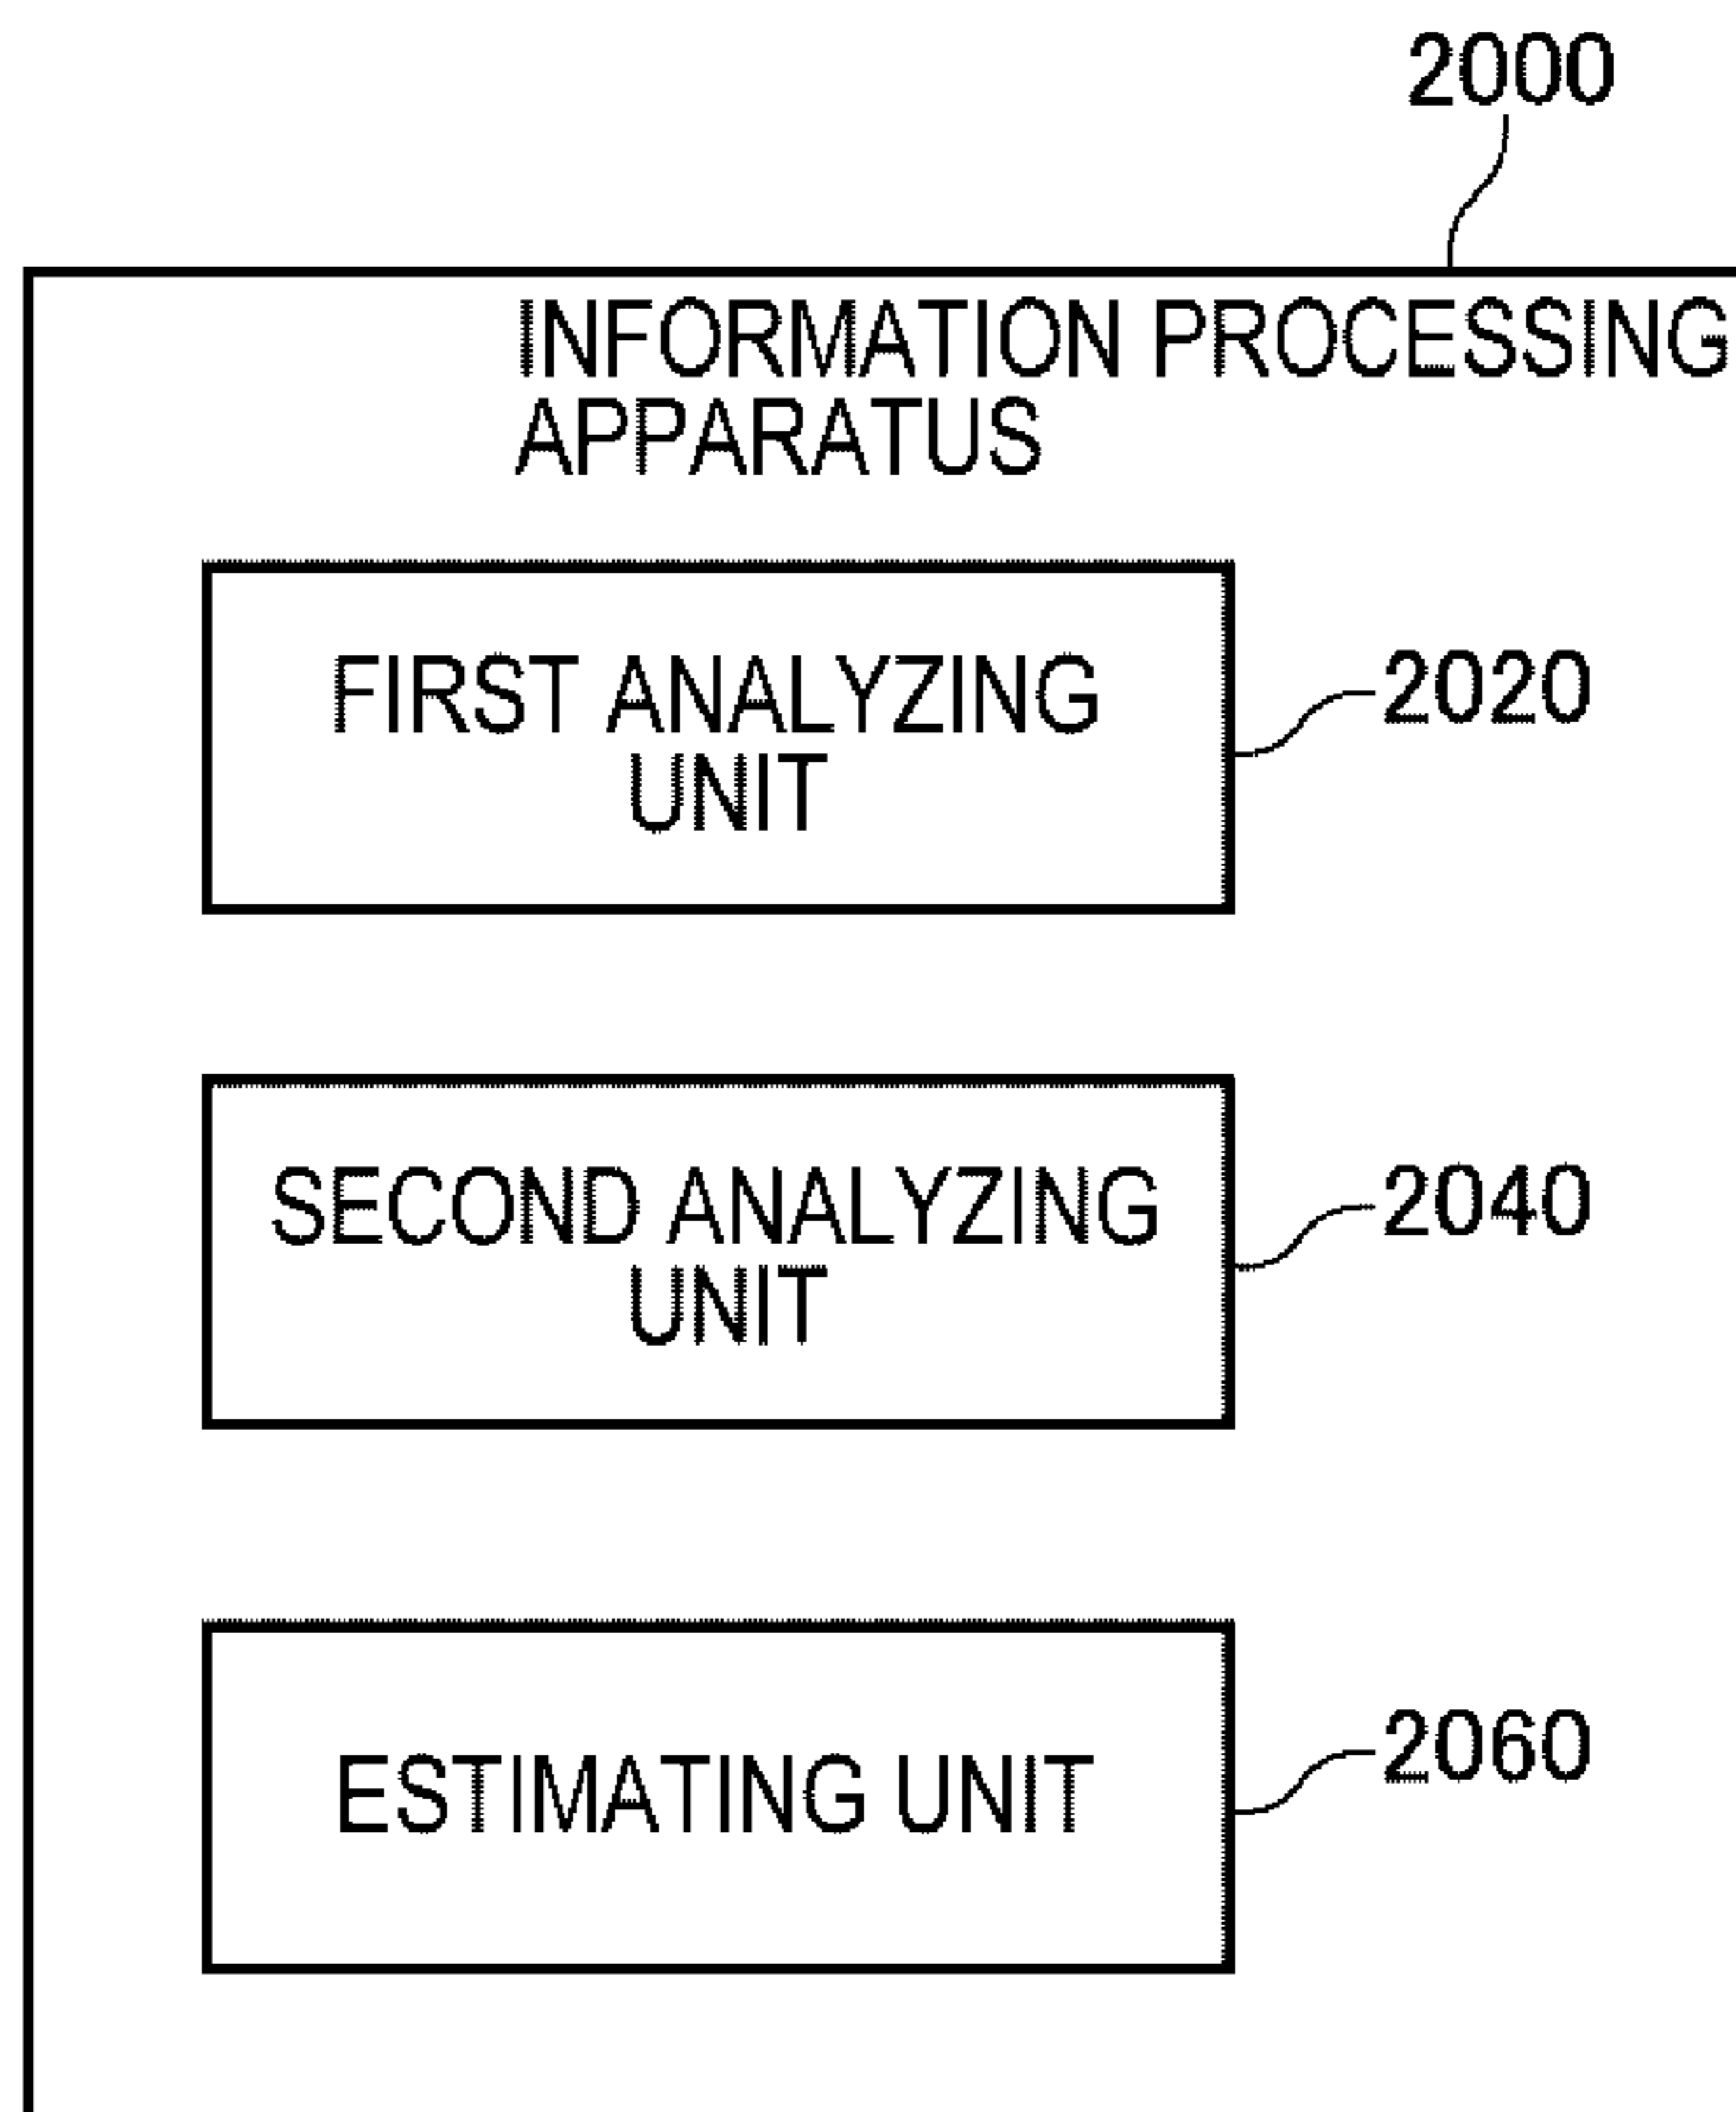 2000
INFORMATION PROCESSING
APPARATUS
FIRST ANALYZING
UNIT
2020
SECOND ANALYZING
UNIT
2040
ESTIMATING UNIT
2060